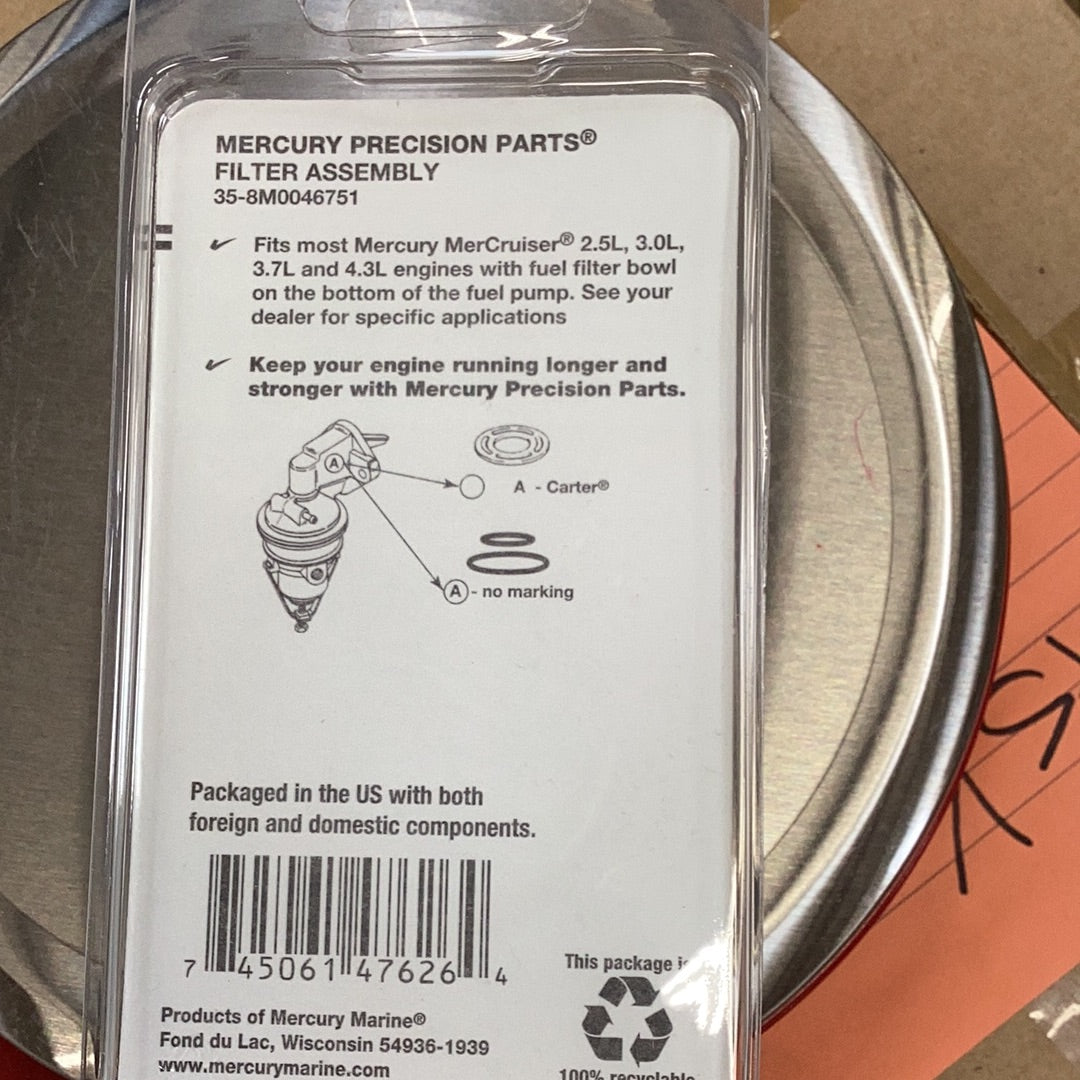 MERCURY PRECISION PARTS®
FILTER ASSEMBLY
35-8M0046751
✓ Fits most Mercury MerCruiser® 2.5L, 3.0L,
3.7L and 4.3L engines with fuel filter bowl
on the bottom of the fuel pump. See your
dealer for specific applications
✓ Keep your engine running longer and
stronger with Mercury Precision Parts.
A
A - Carter®
A - no marking
Packaged in the US with both
foreign and domestic components.
7 45061 47626 4
This package
Products of Mercury Marine®
Fond du Lac, Wisconsin 54936-1939
www.mercurymarine.com
100% recyclable